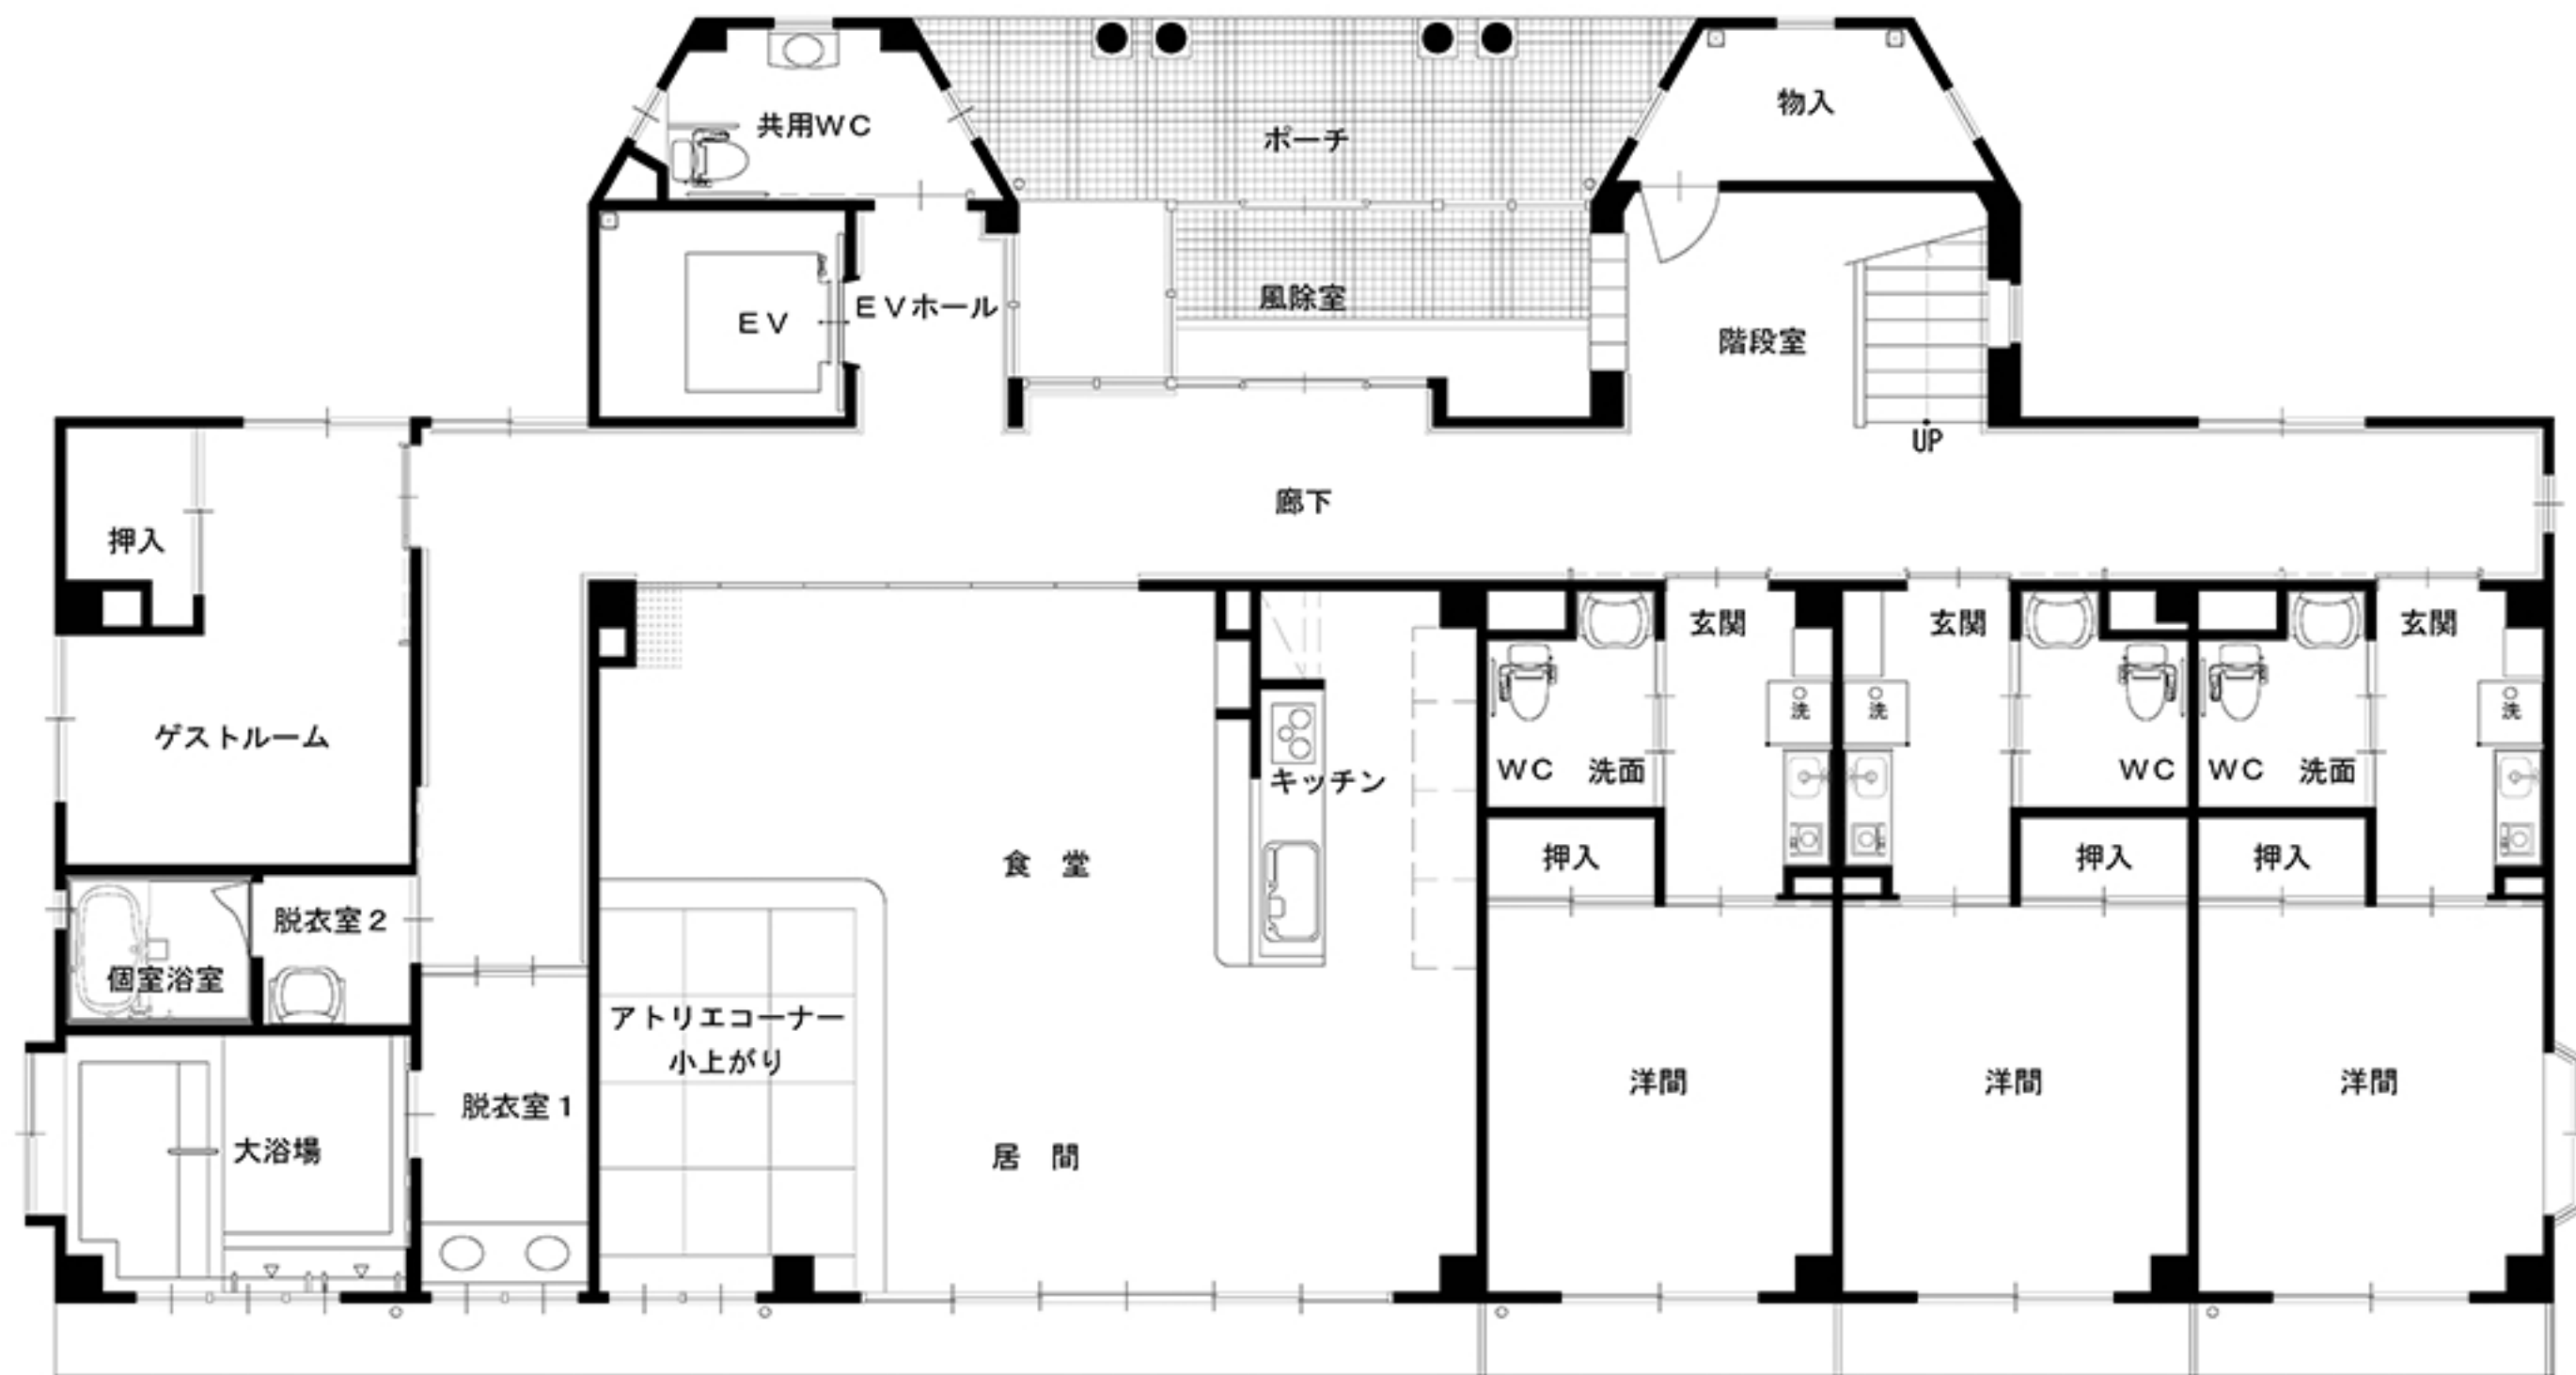 共用WC
ポーチ
物入
EV
EVホール
風除室
階段室
UP
廊下
押入
ゲストルーム
玄関
玄関
玄関
洗
洗
洗
キッチン
WC
洗面
WC
WC
洗面
食 堂
押入
押入
押入
脱衣室2
個室浴室
アトリエコーナー
小上がり
洋間
洋間
洋間
脱衣室1
大浴場
居 間